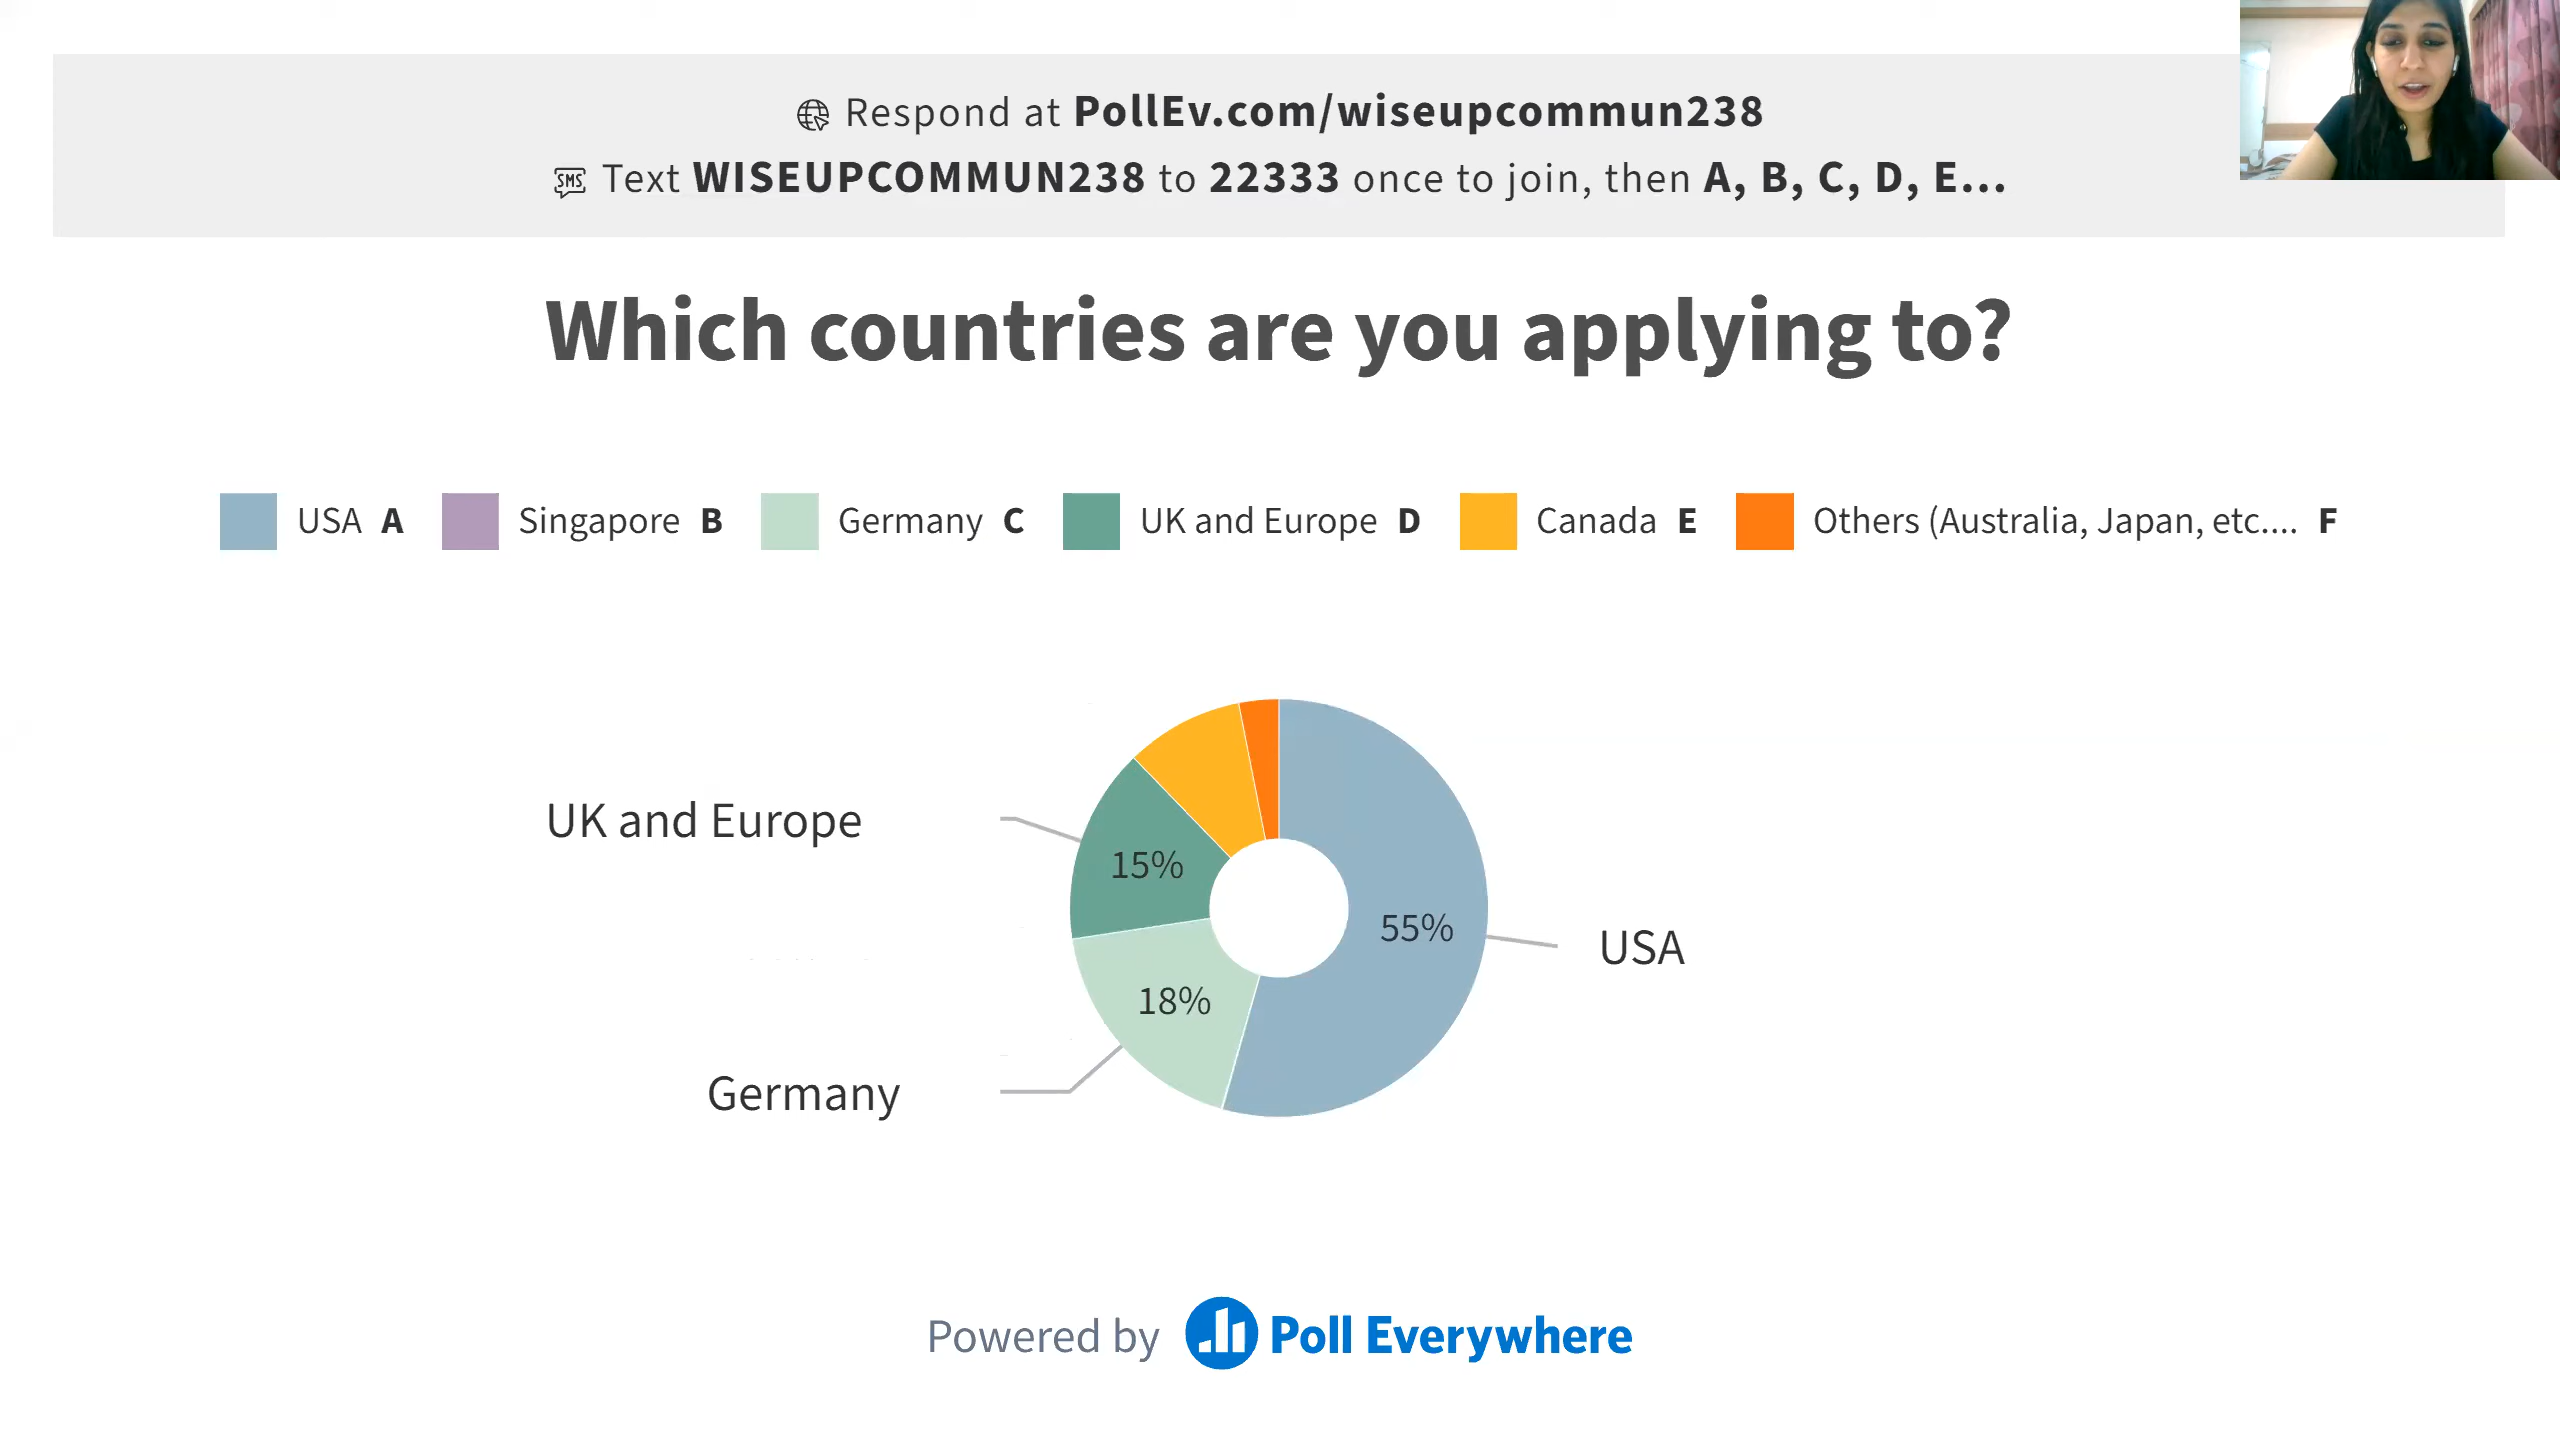 Respond at PollEv.com/wiseupcommun238
SMS Text WISEUPCOMMUN238 to 22333 once to join, then A, B, C, D, E...
Which countries are you applying to?
USA A Singapore B Germany C UK and Europe D Canada E Others (Australia, Japan, etc.... F
UK and Europe
15%
55%
USA
18%
Germany
Powered by Poll Everywhere